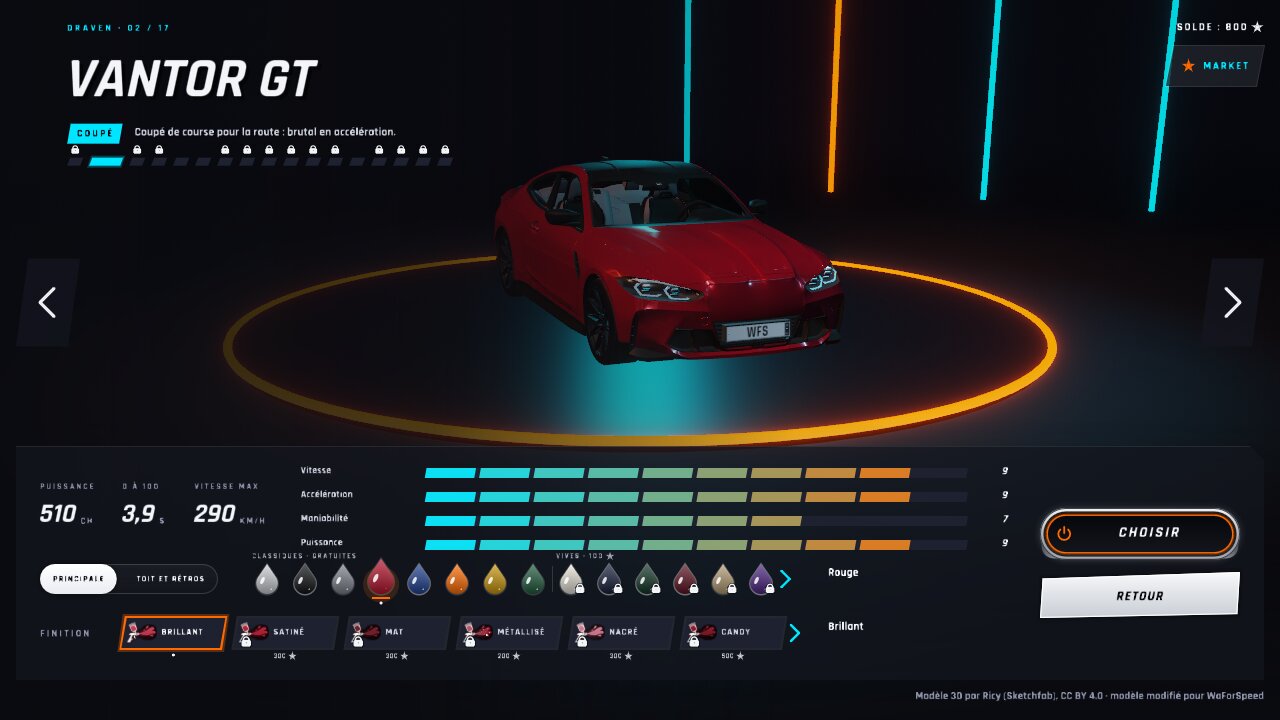 DRAVEN · 02 / 17
SOLDE : 800 ★
VANTOR GT
★ MARKET
COUPÉ
Coupé de course pour la route : brutal en accélération.
WFS
PUISSANCE
0 À 100
VITESSE MAX
510 CH
3,9 S
290 KM/H
Vitesse 9
Accélération 9
Maniabilité 7
Puissance 9
CLASSIQUES · GRATUITES
VIVES · 100 ★
CHOISIR
PRINCIPALE
TOIT ET RÉTROS
Rouge
RETOUR
FINITION
BRILLANT
SATINÉ
MAT
MÉTALLISÉ
NACRÉ
CANDY
Brillant
300 ★
300 ★
200 ★
300 ★
500 ★
Modèle 3D par Ricy (Sketchfab), CC BY 4.0 · modèle modifié pour WaForSpeed